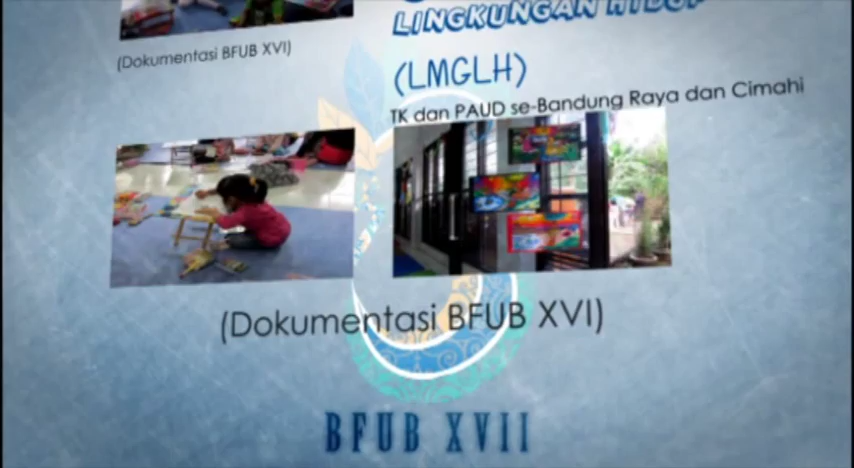 (Dokumentasi BFUB XVI)
LINGKUNGAN HIDUP
(LMGLH)
TK dan PAUD se-Bandung Raya dan Cimahi
(Dokumentasi BFUB XVI)
BFUB XVII